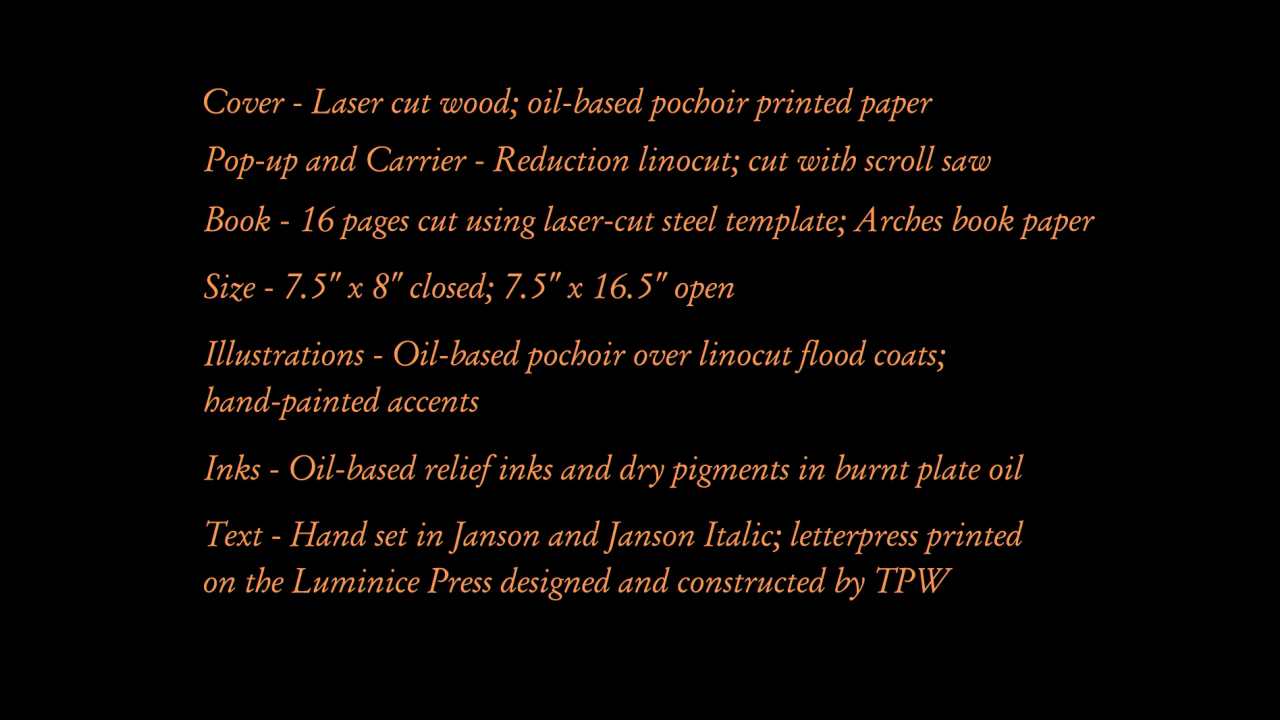 Cover - Laser cut wood; oil-based pochoir printed paper
Pop-up and Carrier - Reduction linocut; cut with scroll saw
Book - 16 pages cut using laser-cut steel template; Arches book paper
Size - 7.5" x 8" closed; 7.5" x 16.5" open
Illustrations - Oil-based pochoir over linocut flood coats;
hand-painted accents
Inks - Oil-based relief inks and dry pigments in burnt plate oil
Text - Hand set in Janson and Janson Italic; letterpress printed
on the Luminice Press designed and constructed by TPW